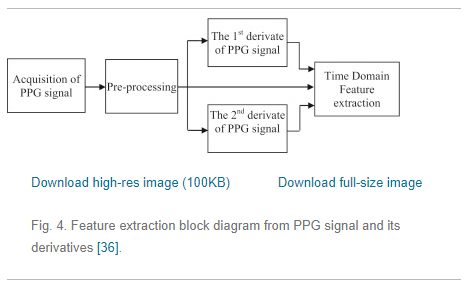 Acquisition of
PPG signal
Pre-processing
The 1st derivate
of PPG signal
The 2nd derivate
of PPG signal
Time Domain
Feature
extraction
Download high-res image (100KB) Download full-size image
Fig. 4. Feature extraction block diagram from PPG signal and its
derivatives [36].